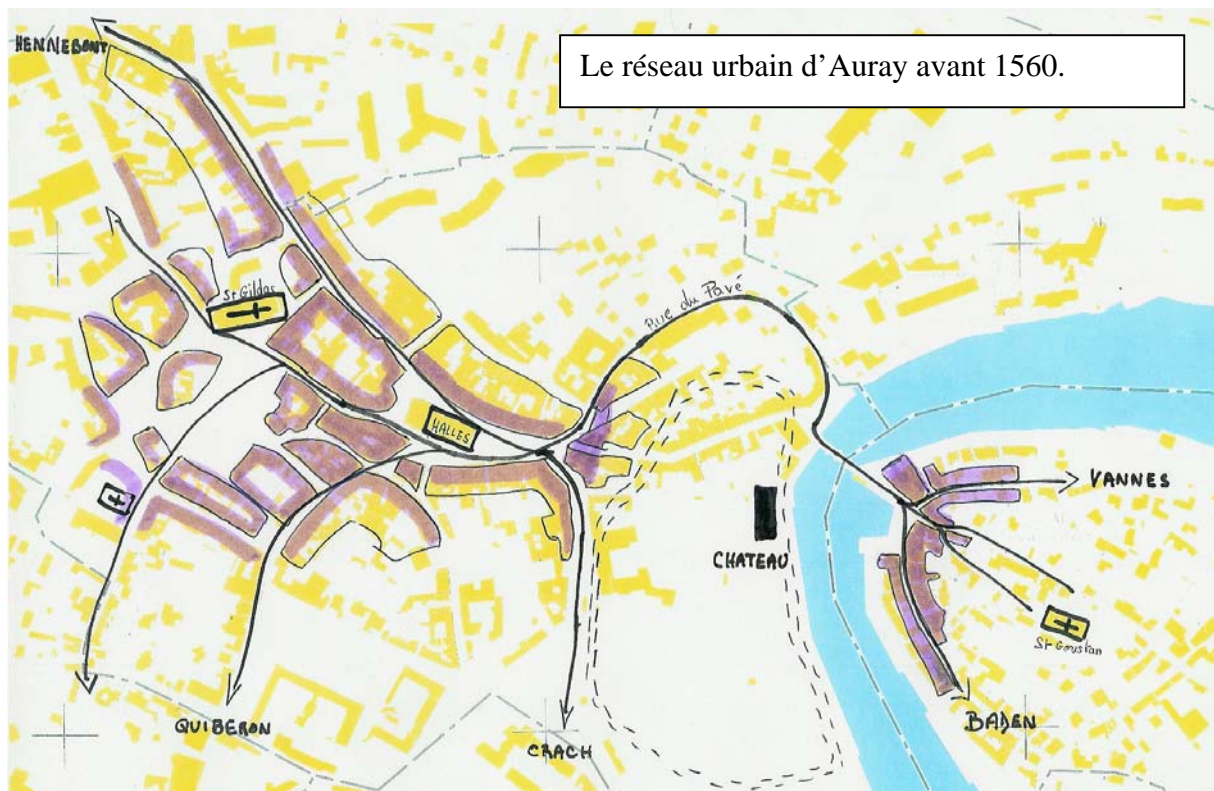 Le réseau urbain d'Auray avant 1560.
HENNEBONT
St Gildas
Rue du Pavé
HALLES
VANNES
CHATEAU
St Goustan
QUIBERON
CRACH
BADEN